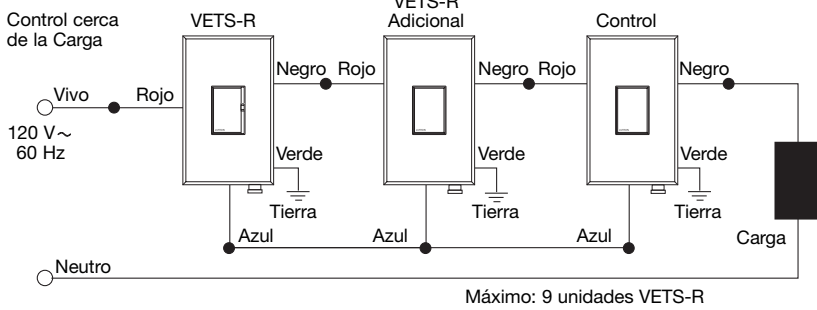 Control cerca
de la Carga
VETS-R
VETS-R
Adicional
Control
Vivo
Rojo
Negro
Rojo
Negro
Rojo
Negro
120 V~
60 Hz
Verde
Verde
Verde
Tierra
Tierra
Tierra
Azul
Azul
Azul
Carga
Neutro
Máximo: 9 unidades VETS-R